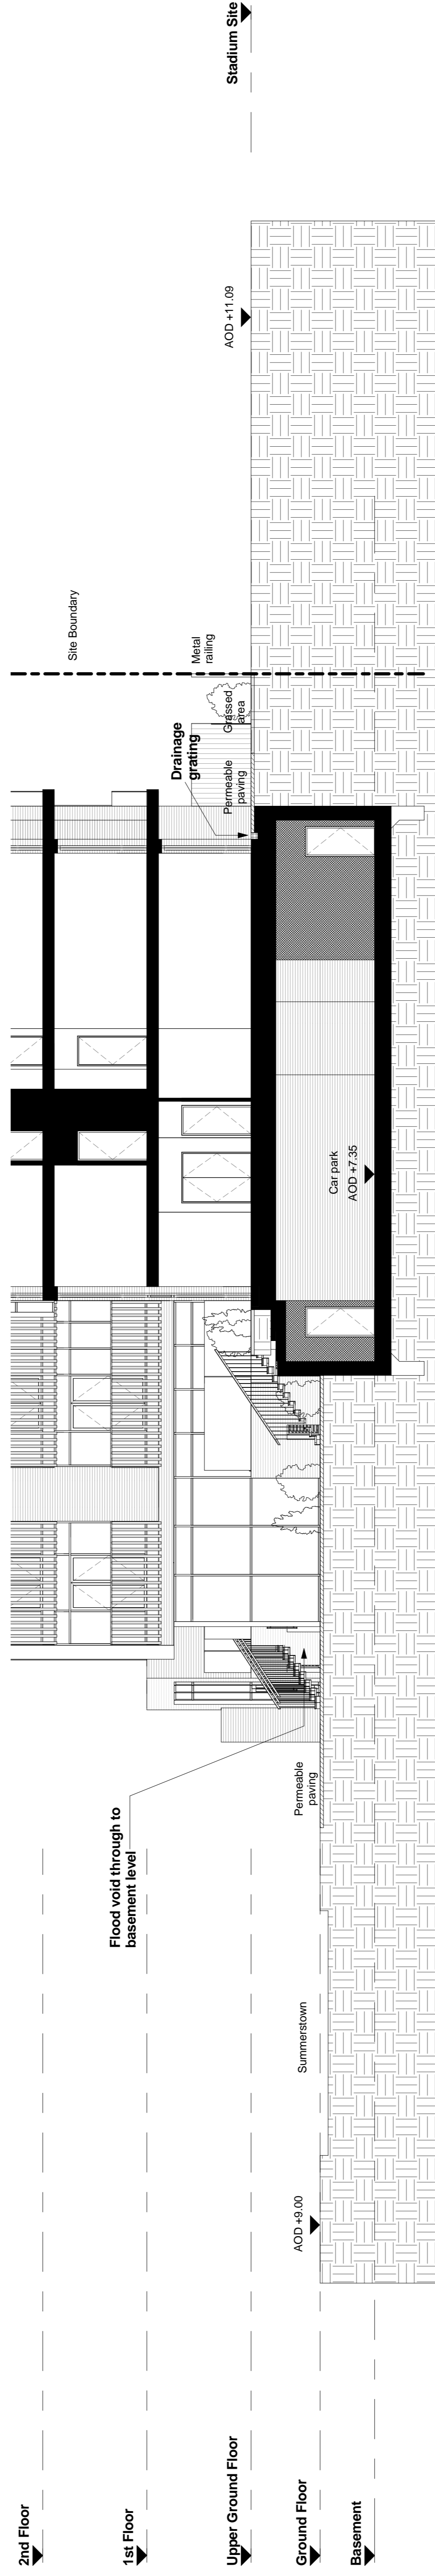 2nd Floor
1st Floor
Upper Ground Floor
Ground Floor
Basement
AOD +9.00
Summerstown
Flood void through to
basement level
Permeable
paving
Car park
AOD +7.35
Drainage
grating
Permeable
paving
Grassed
area
Metal
railing
Site Boundary
AOD +11.09
Stadium Site